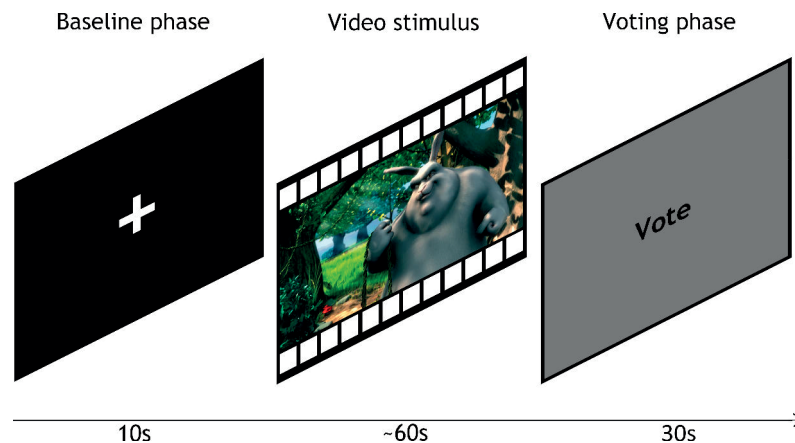 Baseline phase
Video stimulus
Voting phase
Vote
10s
~60s
30s